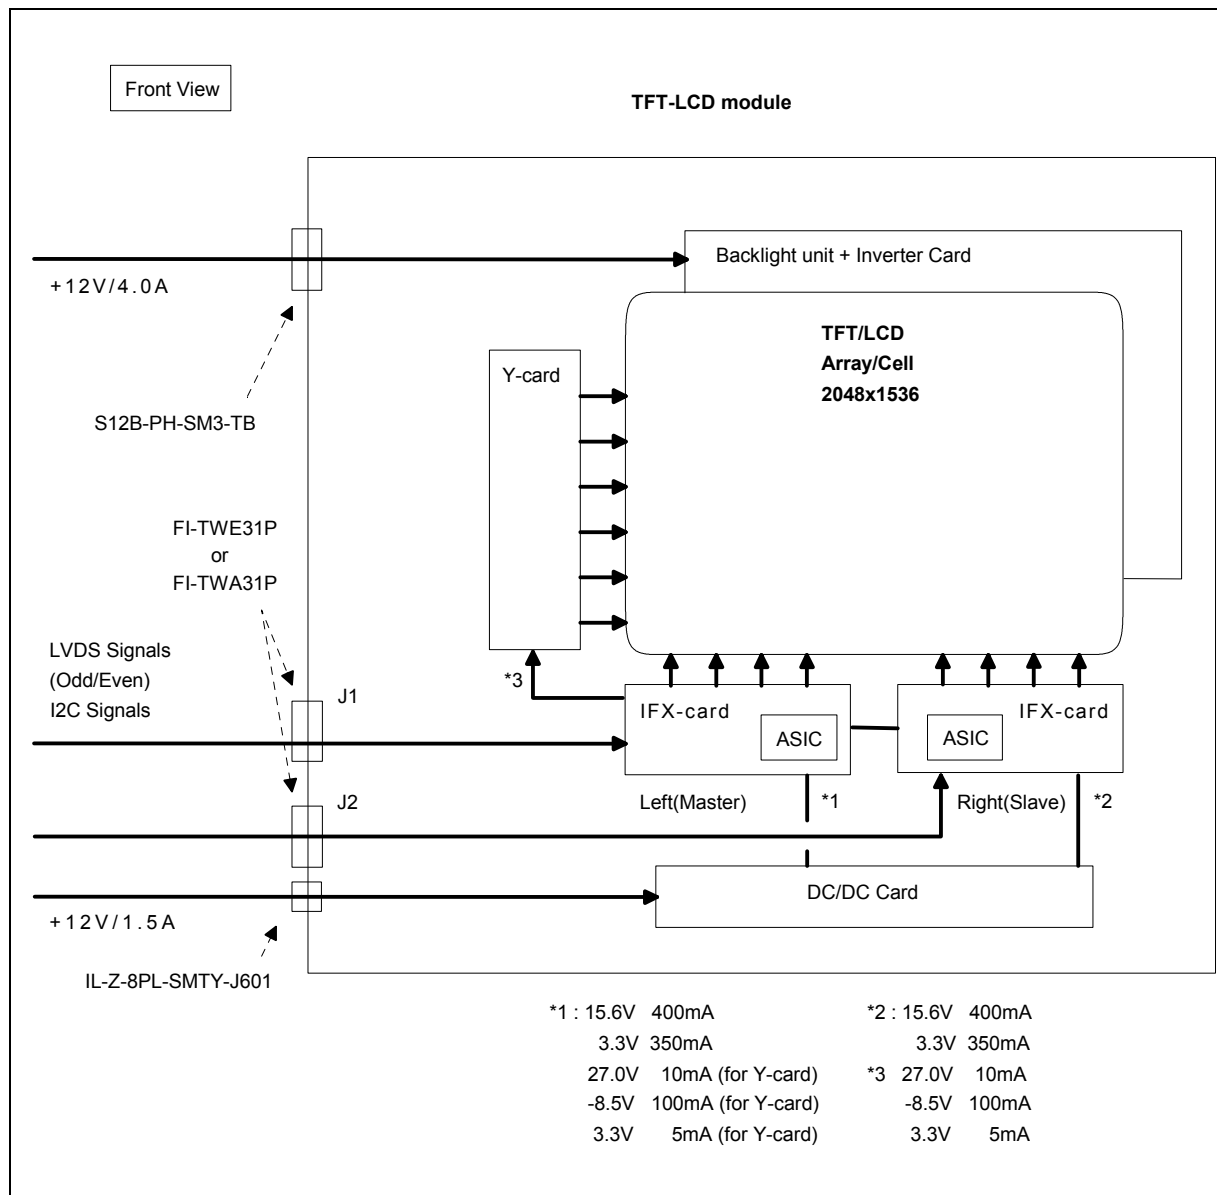 Front View
TFT-LCD module
Backlight unit + Inverter Card
+12V/4.0A
TFT/LCD
Array/Cell
2048x1536
Y-card
S12B-PH-SM3-TB
FI-TWE31P
or
FI-TWA31P
LVDS Signals
(Odd/Even)
I2C Signals
J1
*3
IFX-card
ASIC
IFX-card
ASIC
J2
Left(Master)
*1
Right(Slave)
*2
DC/DC Card
+12V/1.5A
IL-Z-8PL-SMTY-J601
*1 : 15.6V 400mA
3.3V 350mA
27.0V 10mA (for Y-card)
-8.5V 100mA (for Y-card)
3.3V 5mA (for Y-card)
*2 : 15.6V 400mA
3.3V 350mA
*3 27.0V 10mA
-8.5V 100mA
3.3V 5mA